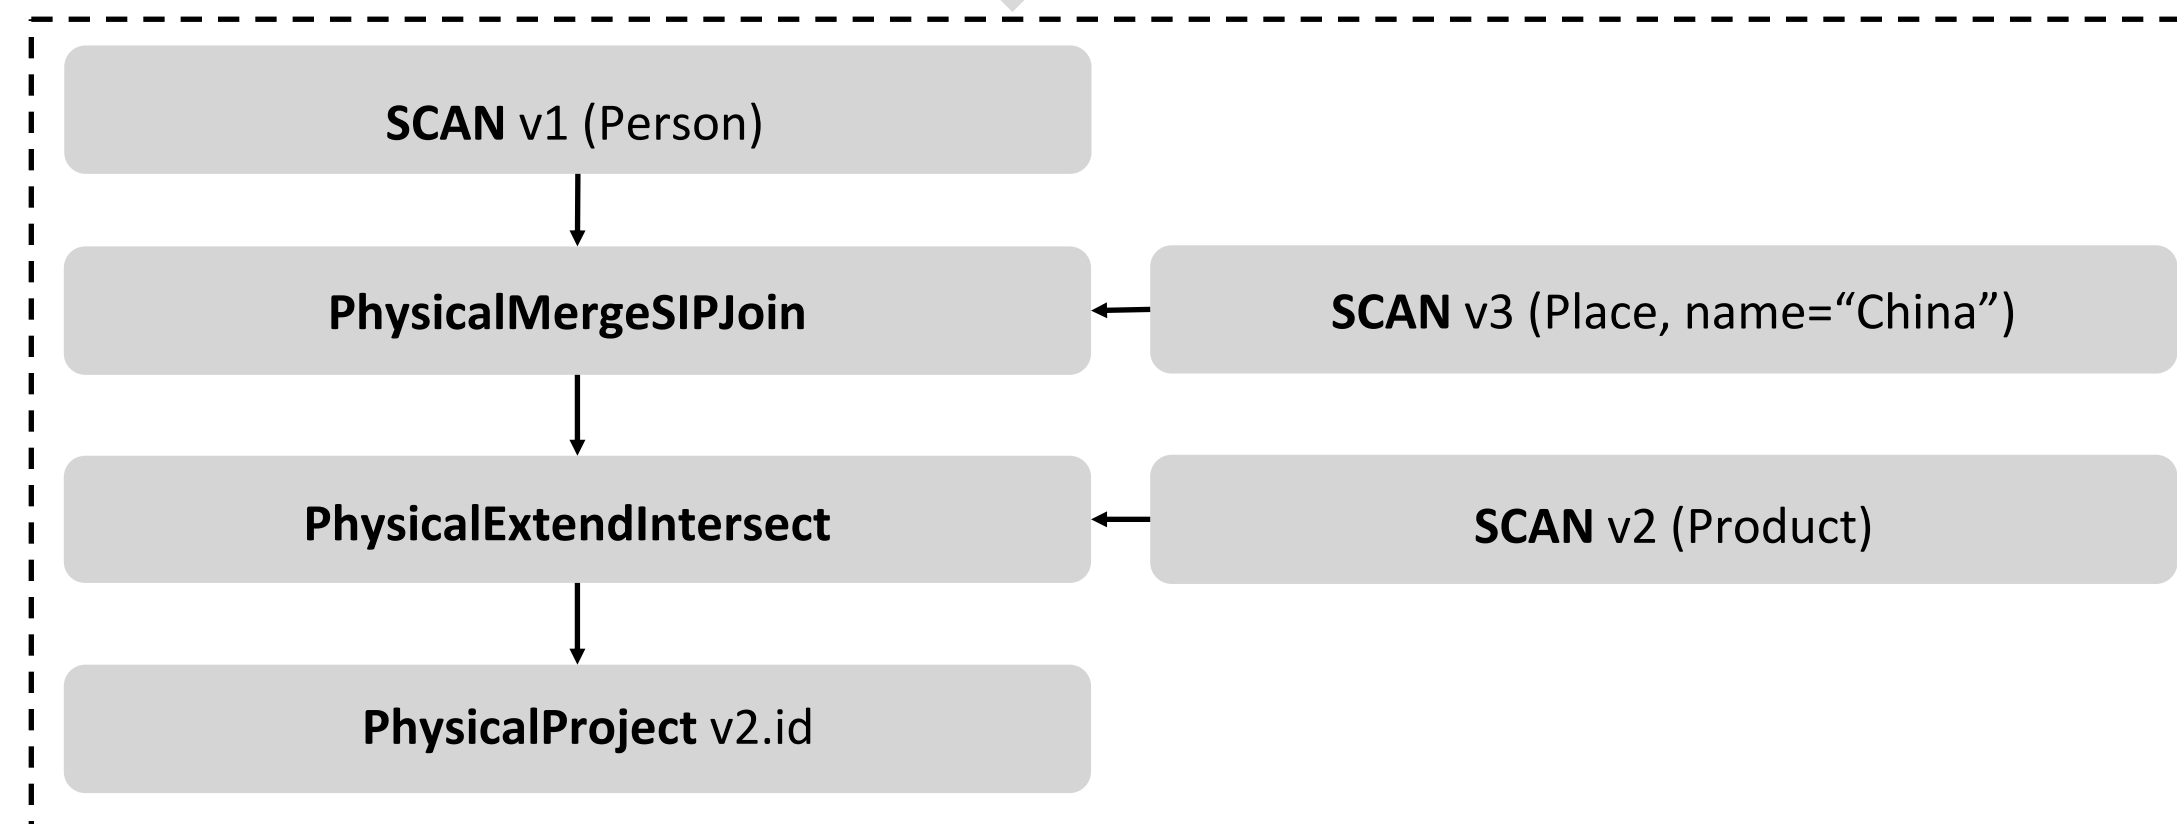 SCAN v1 (Person)
PhysicalMergeSIPJoin
SCAN v3 (Place, name=“China”)
PhysicalExtendIntersect
SCAN v2 (Product)
PhysicalProject v2.id